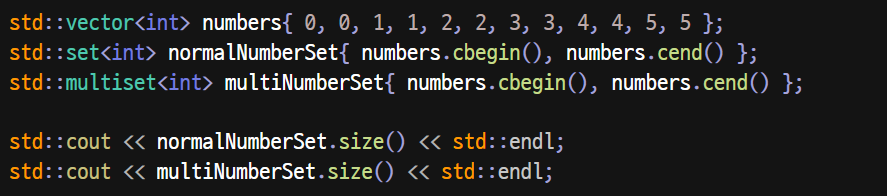 std::vector<int> numbers{ 0, 0, 1, 1, 2, 2, 3, 3, 4, 4, 5, 5 };
std::set<int> normalNumberSet{ numbers.cbegin(), numbers.cend() };
std::multiset<int> multiNumberSet{ numbers.cbegin(), numbers.cend() };
std::cout << normalNumberSet.size() << std::endl;
std::cout << multiNumberSet.size() << std::endl;